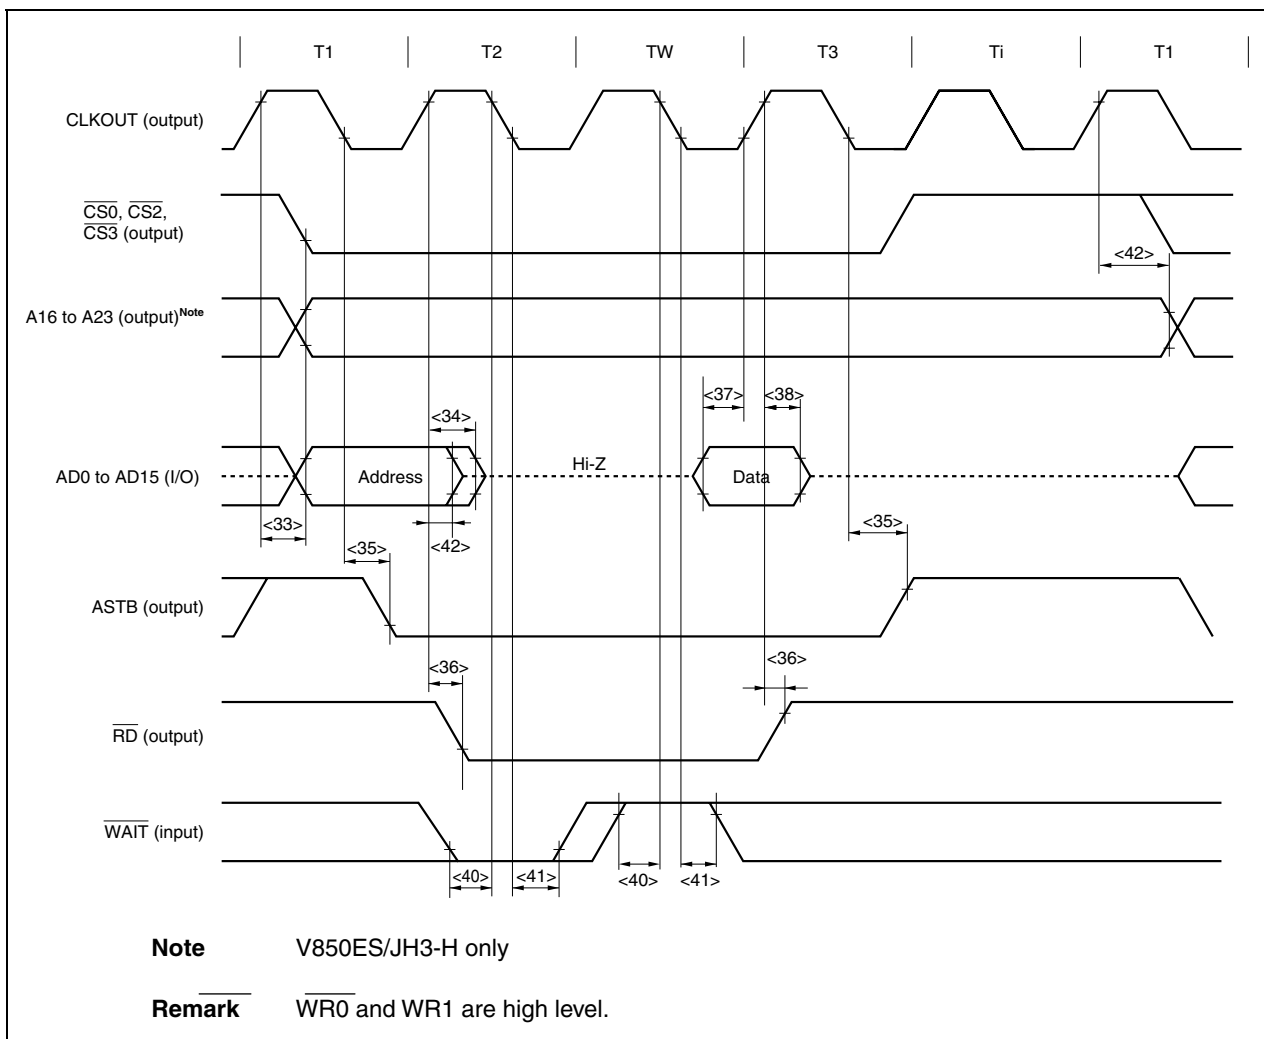 T1 T2 TW T3 Ti T1
CLKOUT (output)
CS0, CS2,
CS3 (output)
<42>
A16 to A23 (output)Note
<37> <38>
<34>
AD0 to AD15 (I/O) Address Hi-Z Data
<33> <35> <42> <35>
ASTB (output)
<36> <36>
RD (output)
WAIT (input)
<40> <41> <40> <41>
Note V850ES/JH3-H only
Remark WR0 and WR1 are high level.